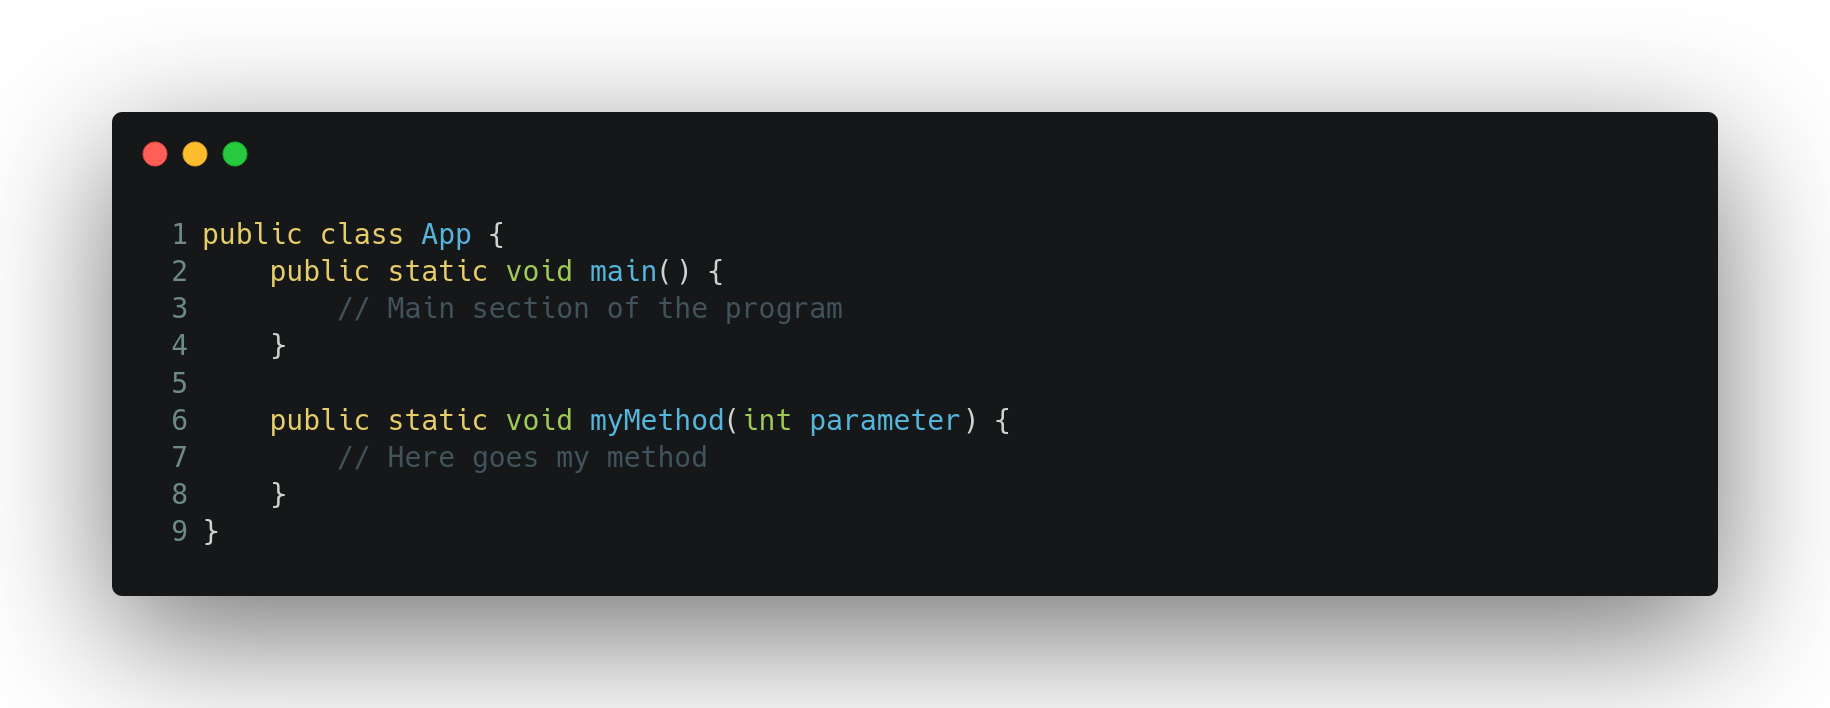 1 public class App {
2     public static void main() {
3         // Main section of the program
4     }
5
6     public static void myMethod(int parameter) {
7         // Here goes my method
8     }
9 }